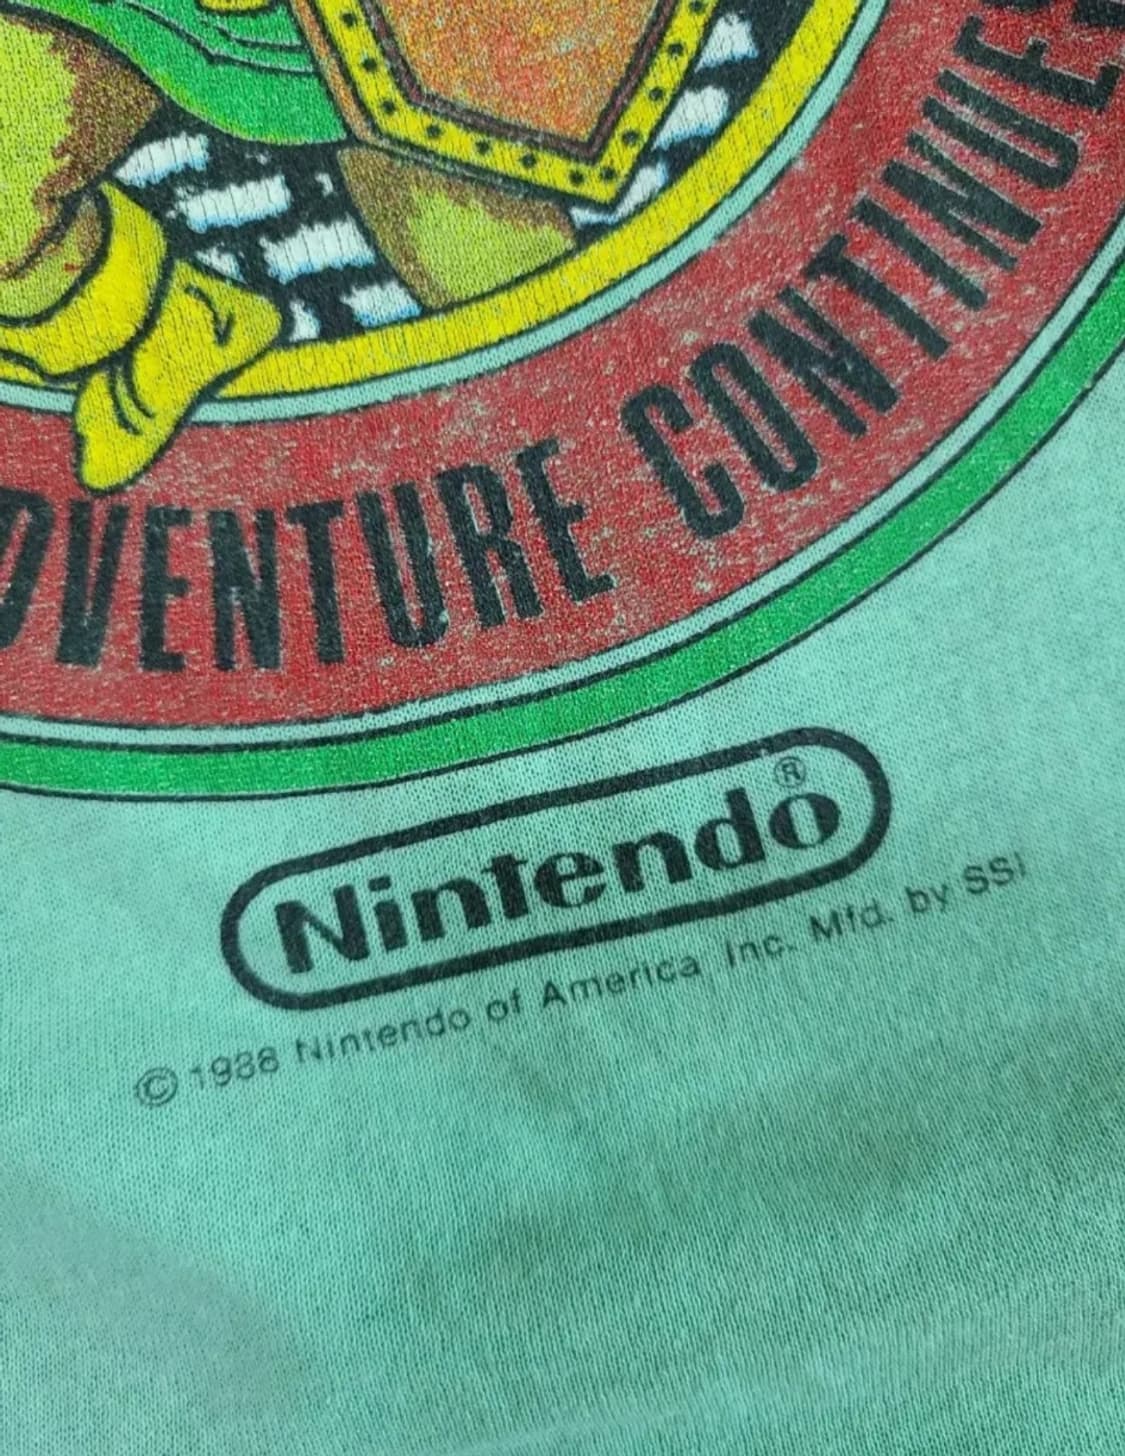 DVENTURE CONTINUE
Nintendo®
© 1988 Nintendo of America Inc. Mfd. by SSI